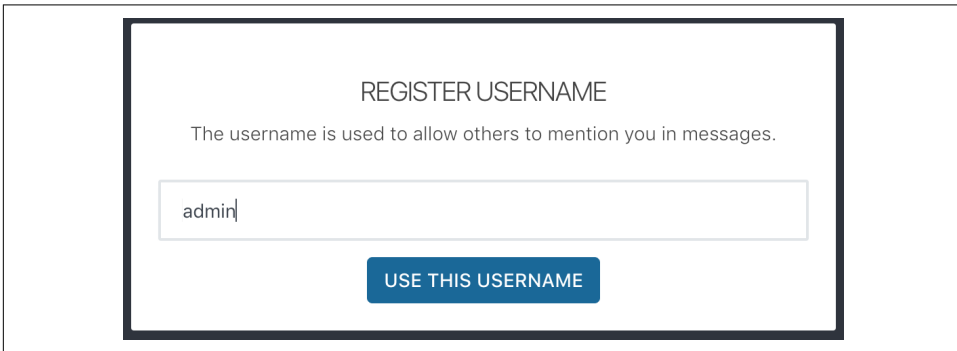 REGISTER USERNAME
The username is used to allow others to mention you in messages.
admin
USE THIS USERNAME